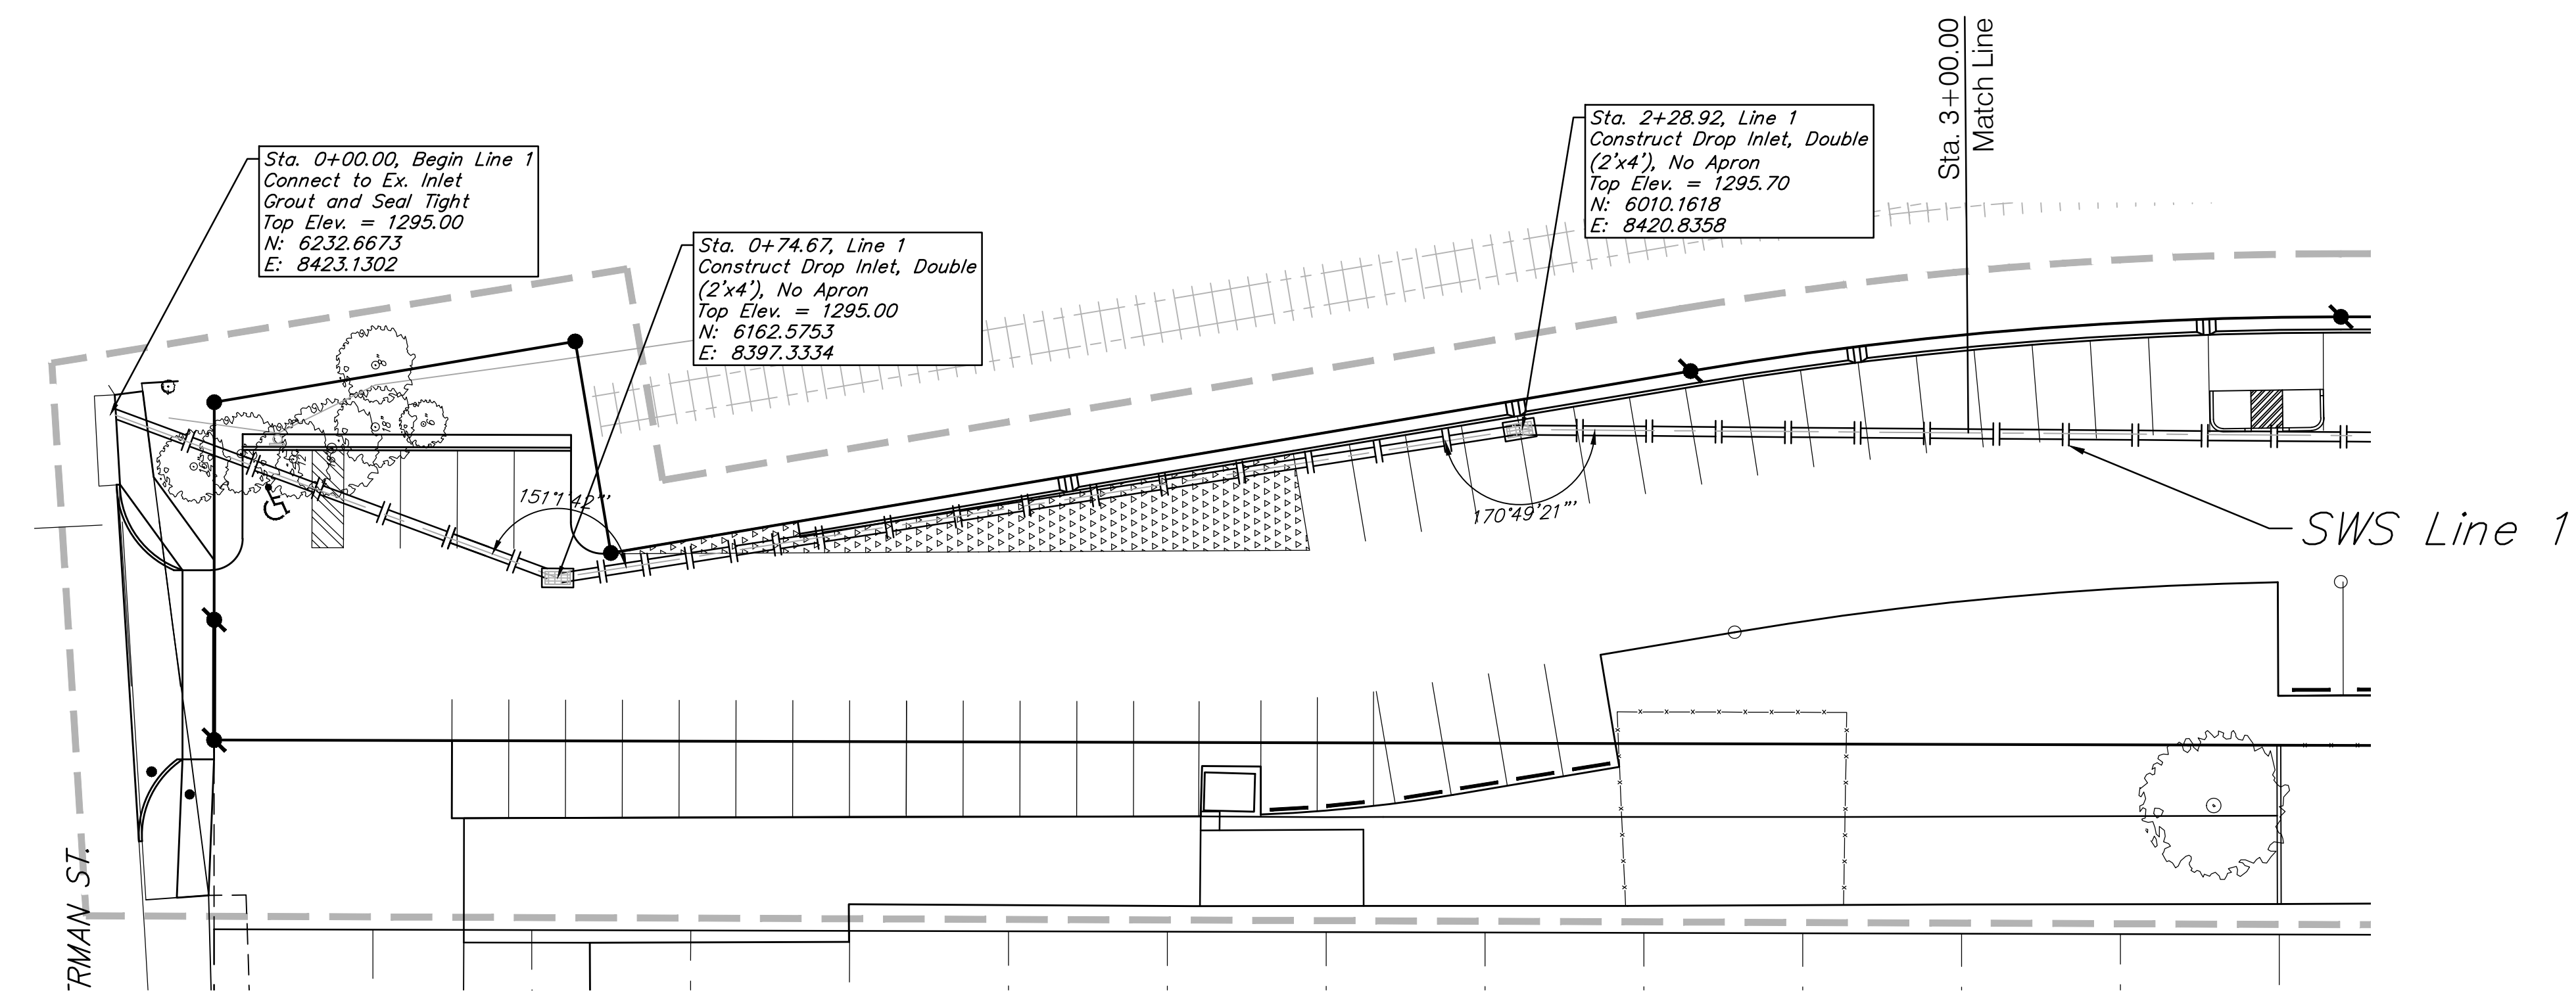 Sta. 0+00.00, Begin Line 1
Connect to Ex. Inlet
Grout and Seal Tight
Top Elev. = 1295.00
N: 6232.6673
E: 8423.1302
Sta. 0+74.67, Line 1
Construct Drop Inlet, Double
(2'x4'), No Apron
Top Elev. = 1295.00
N: 6162.5753
E: 8397.3334
Sta. 2+28.92, Line 1
Construct Drop Inlet, Double
(2'x4'), No Apron
Top Elev. = 1295.70
N: 6010.1618
E: 8420.8358
Sta. 3+00.00
Match Line
151°1'42"'
170°49'21"'
SWS Line 1
18"
RMAN ST.